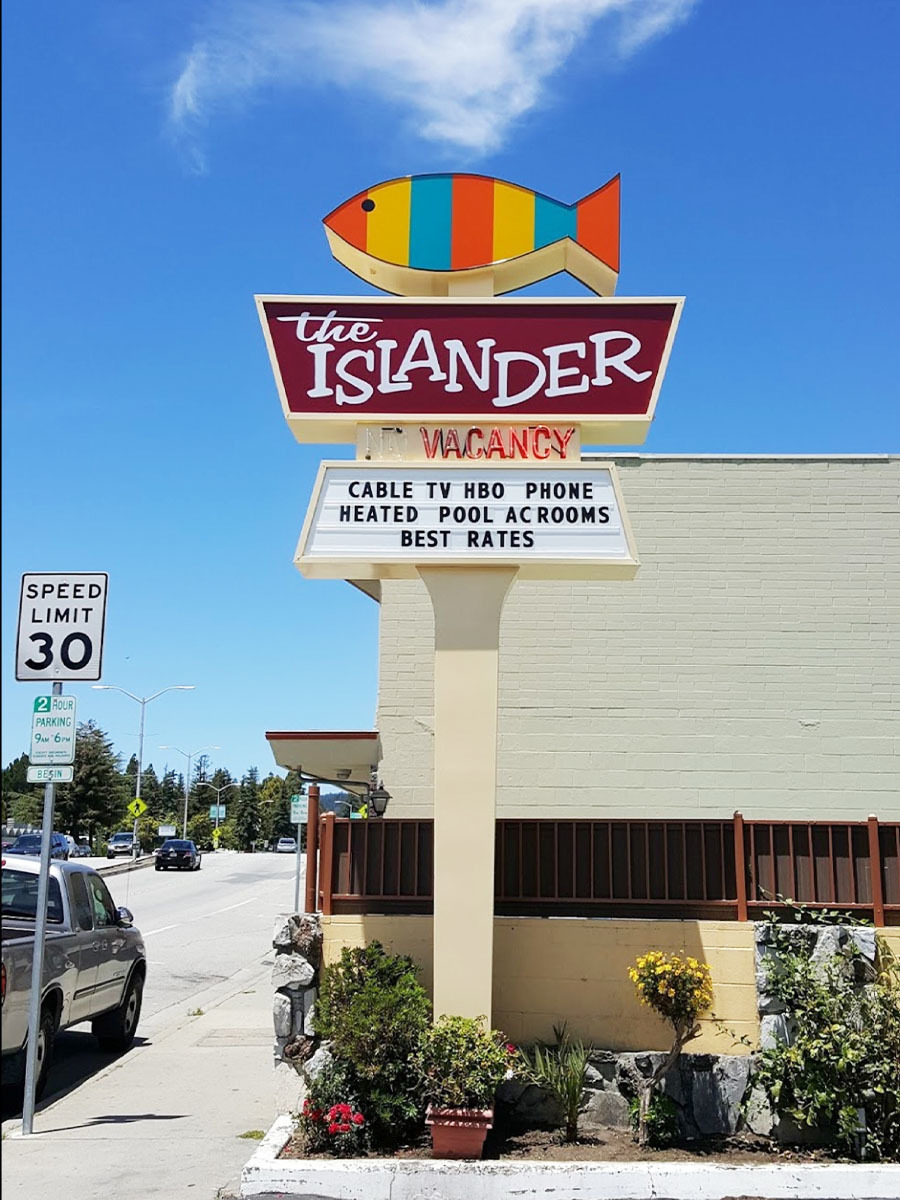 the
ISLANDER
NO VACANCY
CABLE TV HBO PHONE
HEATED POOL AC ROOMS
BEST RATES
SPEED
LIMIT
30
2 HOUR
PARKING
9AM-6PM
BEGIN